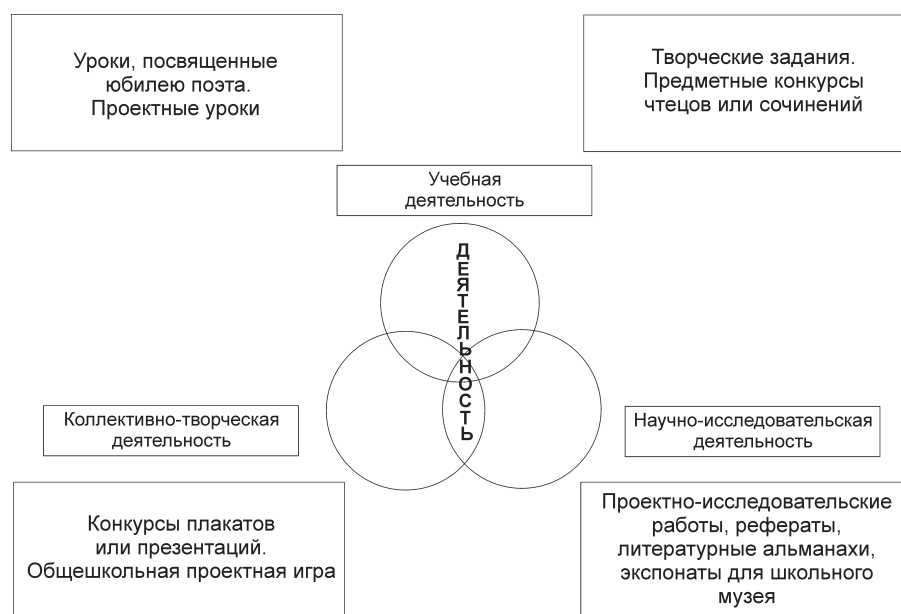 Уроки, посвященные
юбилею поэта.
Проектные уроки
Творческие задания.
Предметные конкурсы
чтецов или сочинений
Учебная
деятельность
ДЕЯТЕЛЬНОСТЬ
Коллективно-творческая
деятельность
Научно-исследовательская
деятельность
Конкурсы плакатов
или презентаций.
Общешкольная проектная игра
Проектно-исследовательские
работы, рефераты,
литературные альманахи,
экспонаты для школьного
музея